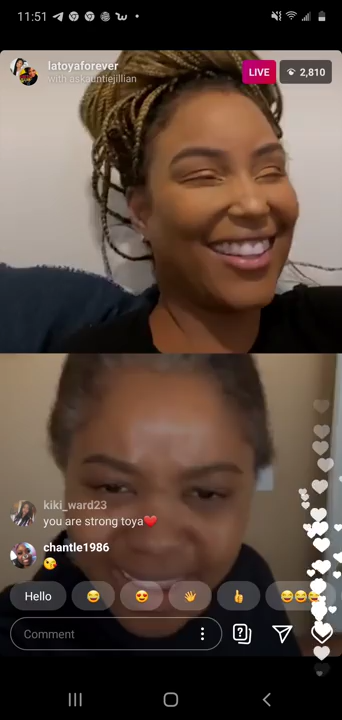 11:51
latoyaforever
with askauntiejillian
LIVE
2,810
kiki_ward23
you are strong toya❤️
chantle1986
😘
Hello
😂
😍
👋
👍
😂😂😂
Comment